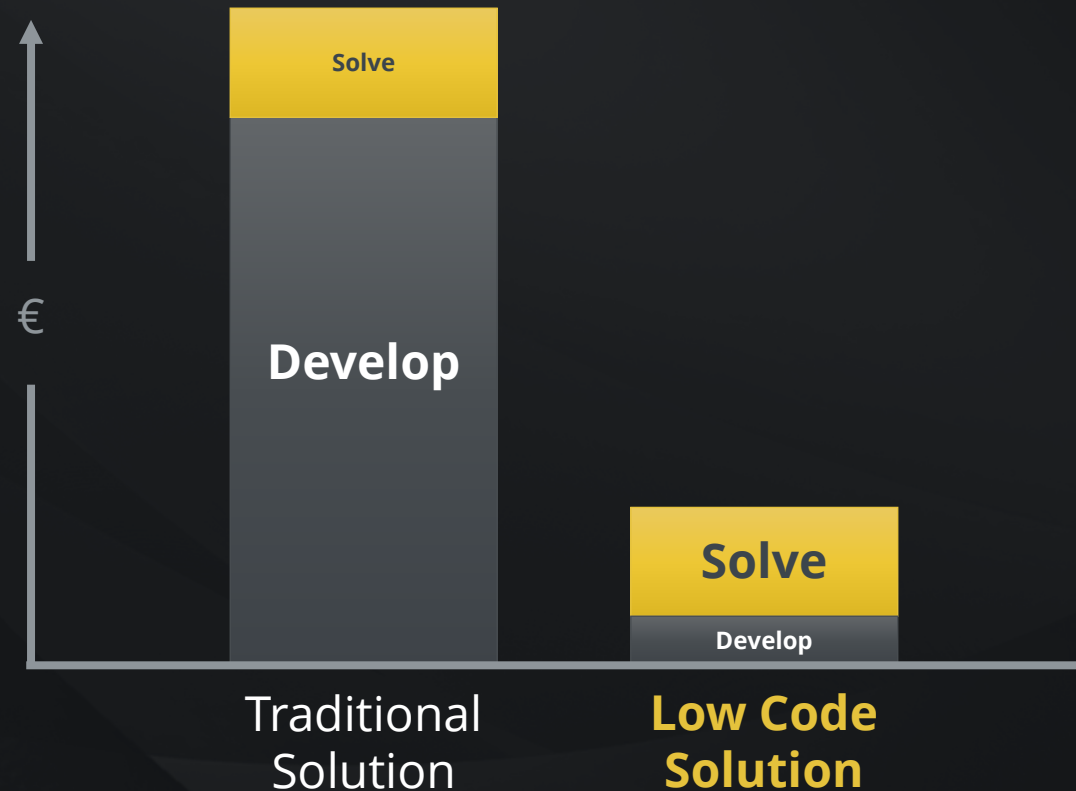 Solve
€
Develop
Solve
Develop
Traditional
Solution
Low Code
Solution